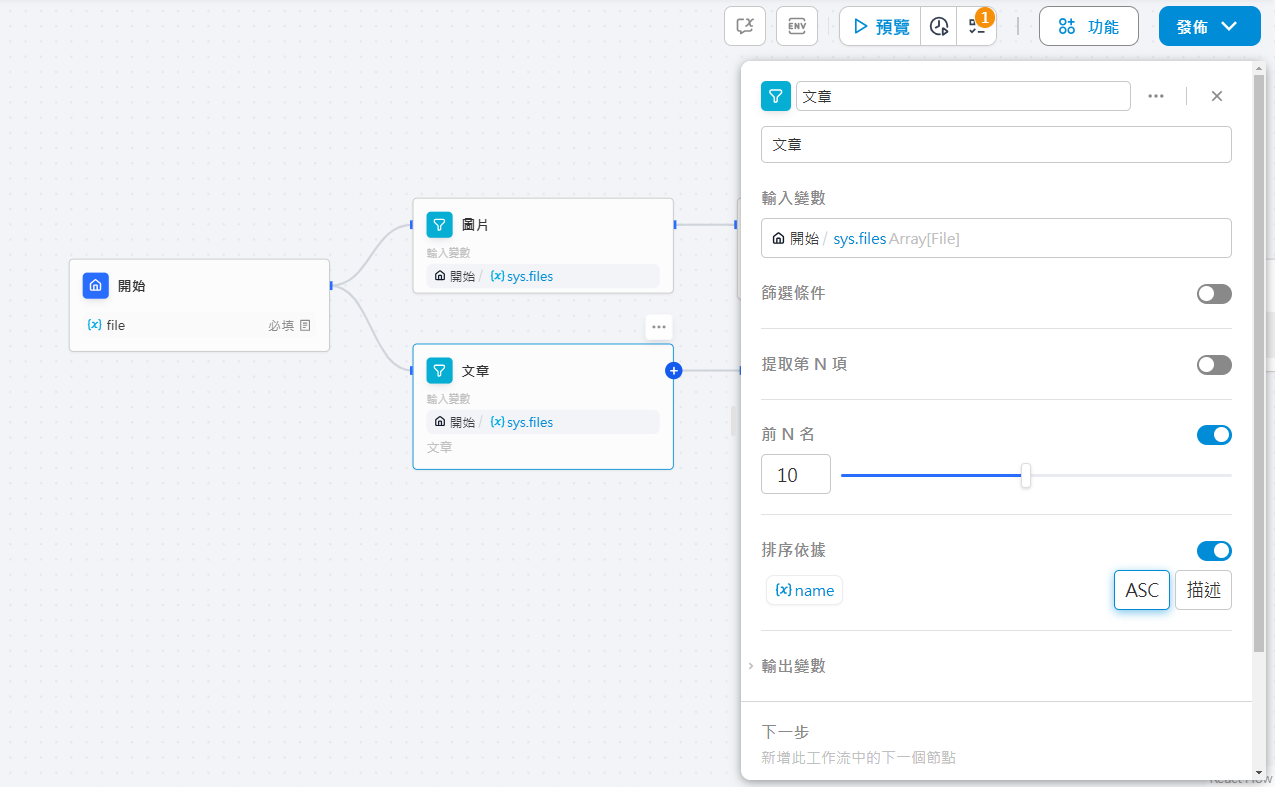 ENV
預覽
1
功能
發佈
開始
{x} file
必填
圖片
輸入變數
開始 / {x} sys.files
文章
輸入變數
開始 / {x} sys.files
文章
文章
文章
輸入變數
開始 / sys.files Array[File]
篩選條件
提取第 N 項
前 N 名
10
排序依據
{x} name
ASC
描述
輸出變數
下一步
新增此工作流中的下一個節點
React Flow